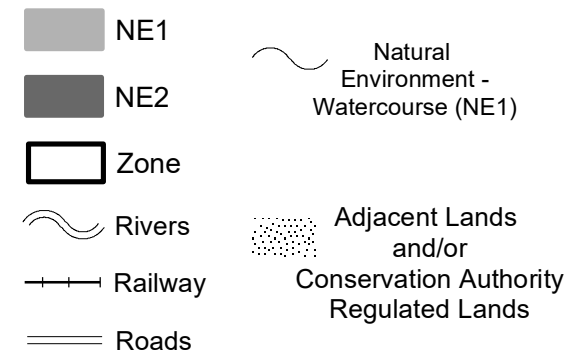 NE1
NE2
Zone
Rivers
Railway
Roads
Natural
Environment -
Watercourse (NE1)
Adjacent Lands
and/or
Conservation Authority
Regulated Lands